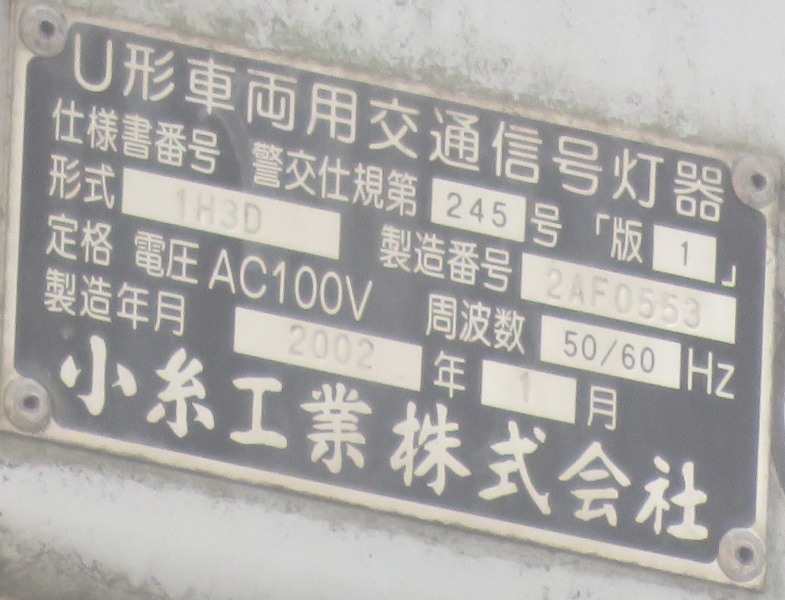 U形車両用交通信号灯器
仕様書番号 警交仕規第 245 号 「版 1 」
形式 1H3D 製造番号 2AF0553
定格 電圧 AC100V 周波数 50/60 Hz
製造年月 2002 年 1 月
小糸工業株式会社